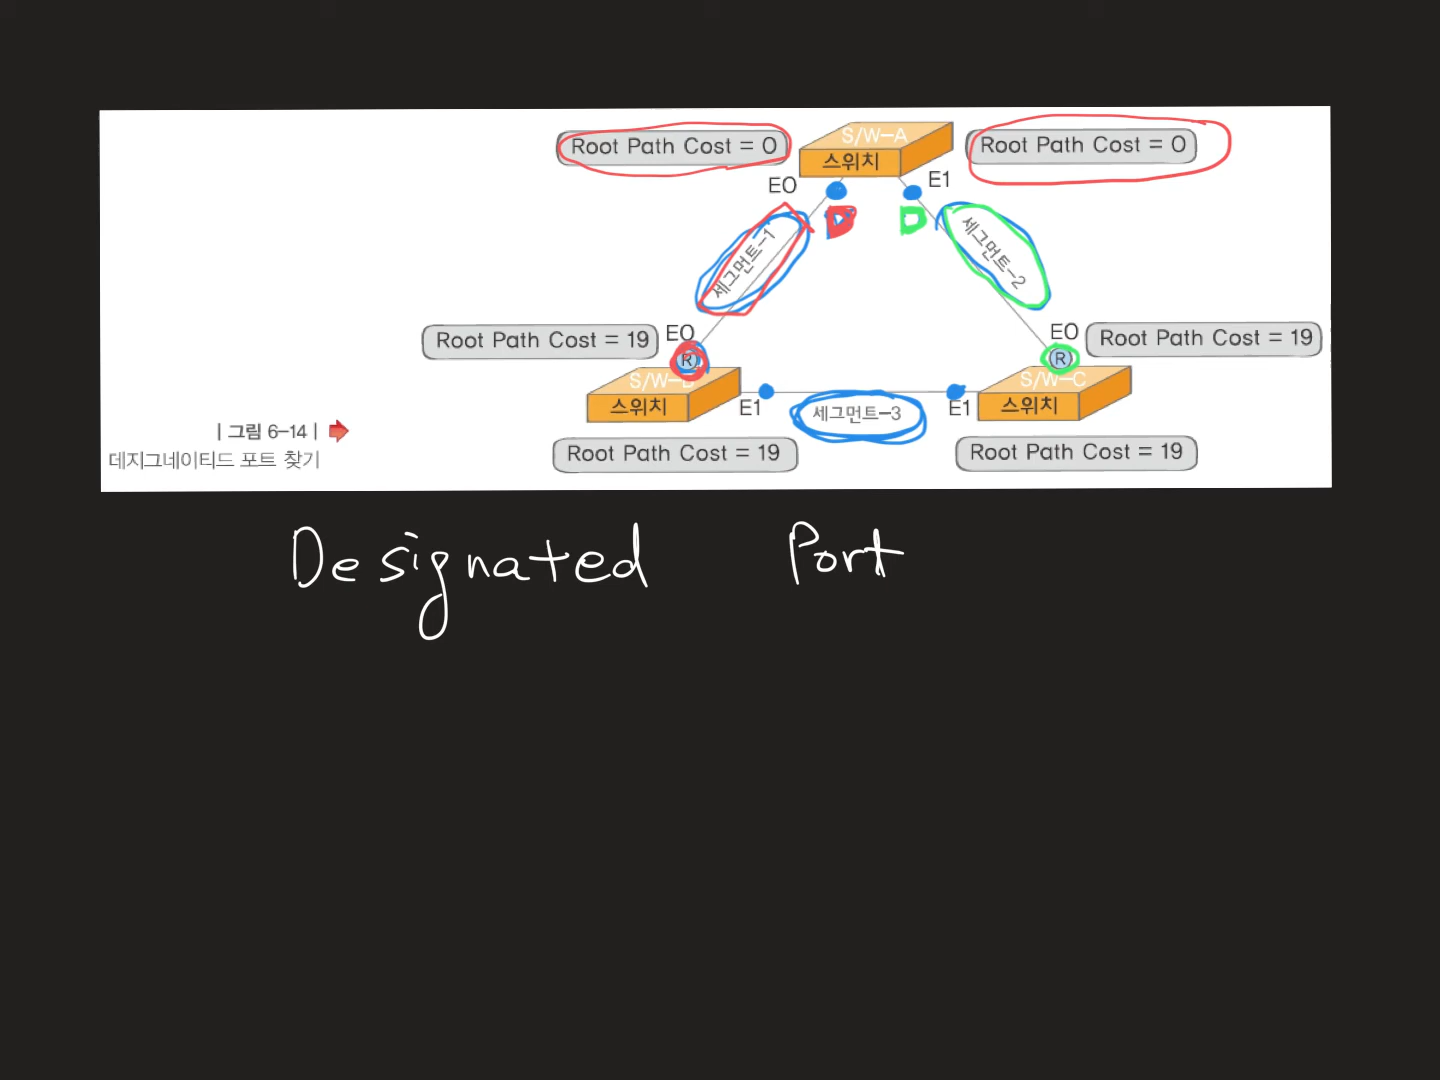 Root Path Cost = 0
S/W-A
스위치
Root Path Cost = 0
E0
E1
D
D
세그먼트-1
세그먼트-2
Root Path Cost = 19
E0
R
E0
R
Root Path Cost = 19
S/W-B
스위치
E1
세그먼트-3
E1
S/W-C
스위치
| 그림 6-14 |
데지그네이티드 포트 찾기
Root Path Cost = 19
Root Path Cost = 19
Designated Port